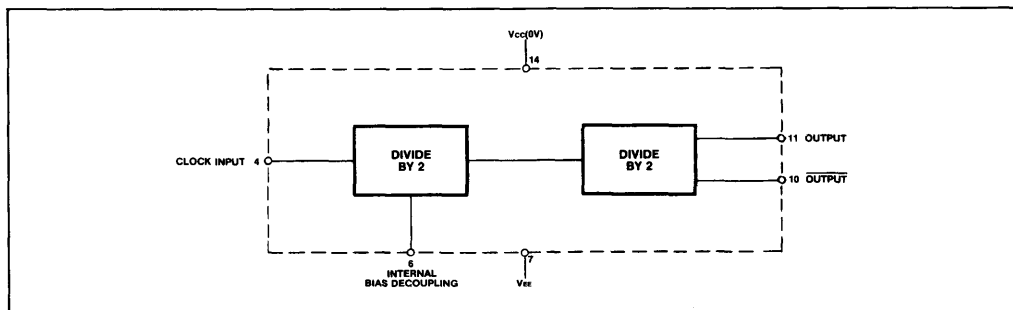 Vcc(0V)
14
CLOCK INPUT 4
DIVIDE
BY 2
DIVIDE
BY 2
11 OUTPUT
10 OUTPUT
6
INTERNAL
BIAS DECOUPLING
7
VEE